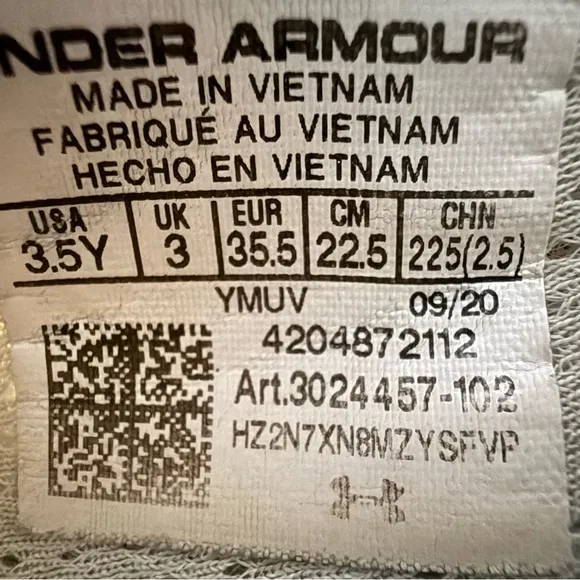 NDER ARMOUR
MADE IN VIETNAM
FABRIQUÉ AU VIETNAM
HECHO EN VIETNAM
USA UK EUR CM CHN
3.5Y 3 35.5 22.5 225(2.5)
YMUV 09/20
4204872112
Art.3024457-102
HZ2N7XN8MZYSFVP